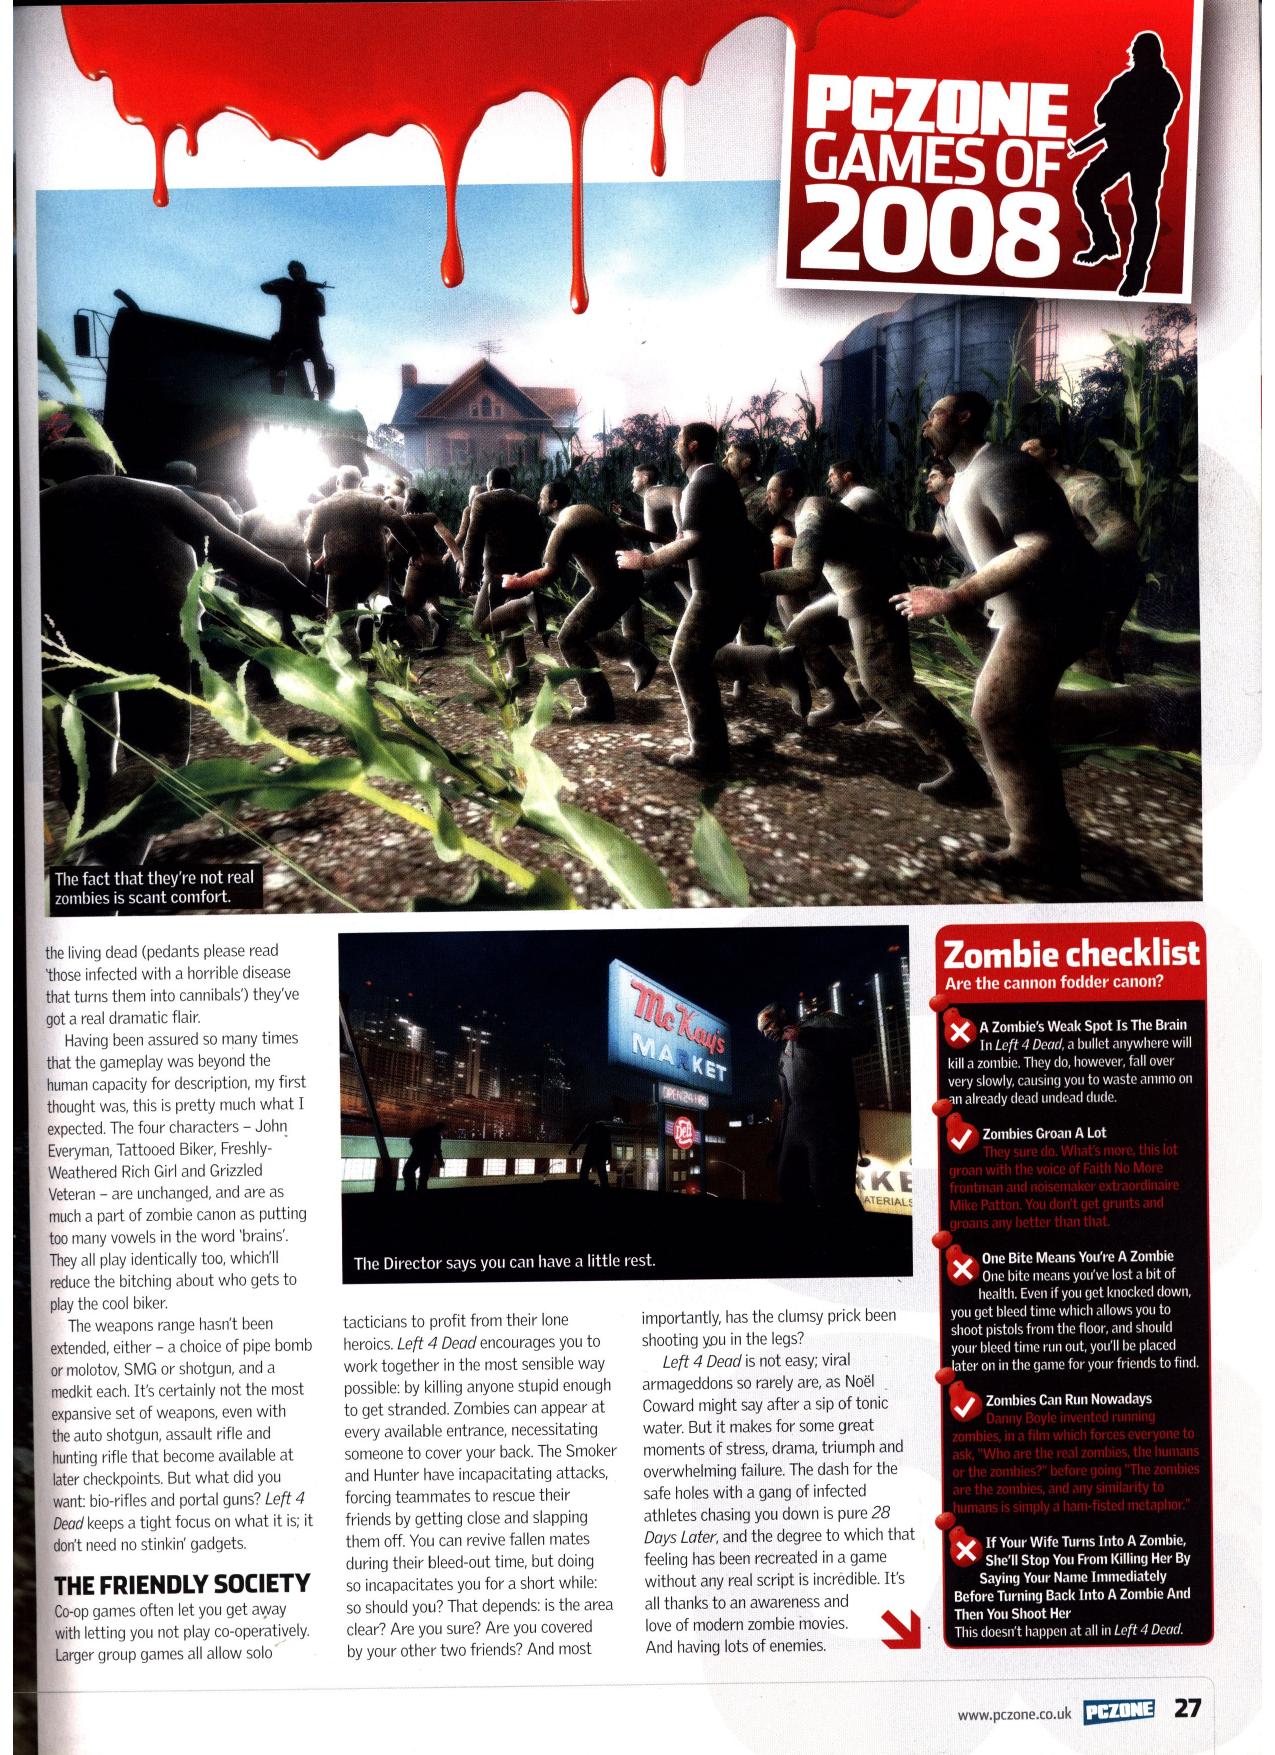 PCZONE
GAMES OF
2008
The fact that they're not real
zombies is scant comfort.
the living dead (pedants please read
'those infected with a horrible disease
that turns them into cannibals') they've
got a real dramatic flair.
Having been assured so many times
that the gameplay was beyond the
human capacity for description, my first
thought was, this is pretty much what I
expected. The four characters – John
Everyman, Tattooed Biker, Freshly-
Weathered Rich Girl and Grizzled
Veteran – are unchanged, and are as
much a part of zombie canon as putting
too many vowels in the word 'brains'.
They all play identically too, which'll
reduce the bitching about who gets to
play the cool biker.
The weapons range hasn't been
extended, either – a choice of pipe bomb
or molotov, SMG or shotgun, and a
medkit each. It's certainly not the most
expansive set of weapons, even with
the auto shotgun, assault rifle and
hunting rifle that become available at
later checkpoints. But what did you
want: bio-rifles and portal guns? Left 4
Dead keeps a tight focus on what it is; it
don't need no stinkin' gadgets.
THE FRIENDLY SOCIETY
Co-op games often let you get away
with letting you not play co-operatively.
Larger group games all allow solo
McKay's
MARKET
OPEN 24 HRS
Deli
RKE
ATERIALS
The Director says you can have a little rest.
tacticians to profit from their lone
heroics. Left 4 Dead encourages you to
work together in the most sensible way
possible: by killing anyone stupid enough
to get stranded. Zombies can appear at
every available entrance, necessitating
someone to cover your back. The Smoker
and Hunter have incapacitating attacks,
forcing teammates to rescue their
friends by getting close and slapping
them off. You can revive fallen mates
during their bleed-out time, but doing
so incapacitates you for a short while:
so should you? That depends: is the area
clear? Are you sure? Are you covered
by your other two friends? And most
importantly, has the clumsy prick been
shooting you in the legs?
Left 4 Dead is not easy; viral
armageddons so rarely are, as Noël
Coward might say after a sip of tonic
water. But it makes for some great
moments of stress, drama, triumph and
overwhelming failure. The dash for the
safe holes with a gang of infected
athletes chasing you down is pure 28
Days Later, and the degree to which that
feeling has been recreated in a game
without any real script is incredible. It's
all thanks to an awareness and
love of modern zombie movies.
And having lots of enemies.
Zombie checklist
Are the cannon fodder canon?
A Zombie's Weak Spot Is The Brain
In Left 4 Dead, a bullet anywhere will
kill a zombie. They do, however, fall over
very slowly, causing you to waste ammo on
an already dead undead dude.
Zombies Groan A Lot
They sure do. What's more, this lot
groan with the voice of Faith No More
frontman and noisemaker extraordinaire
Mike Patton. You don't get grunts and
groans any better than that.
One Bite Means You're A Zombie
One bite means you've lost a bit of
health. Even if you get knocked down,
you get bleed time which allows you to
shoot pistols from the floor, and should
your bleed time run out, you'll be placed
later on in the game for your friends to find.
Zombies Can Run Nowadays
Danny Boyle invented running
zombies, in a film which forces everyone to
ask, "Who are the real zombies, the humans
or the zombies?" before going "The zombies
are the zombies, and any similarity to
humans is simply a ham-fisted metaphor."
If Your Wife Turns Into A Zombie,
She'll Stop You From Killing Her By
Saying Your Name Immediately
Before Turning Back Into A Zombie And
Then You Shoot Her
This doesn't happen at all in Left 4 Dead.
www.pczone.co.uk PCZONE 27